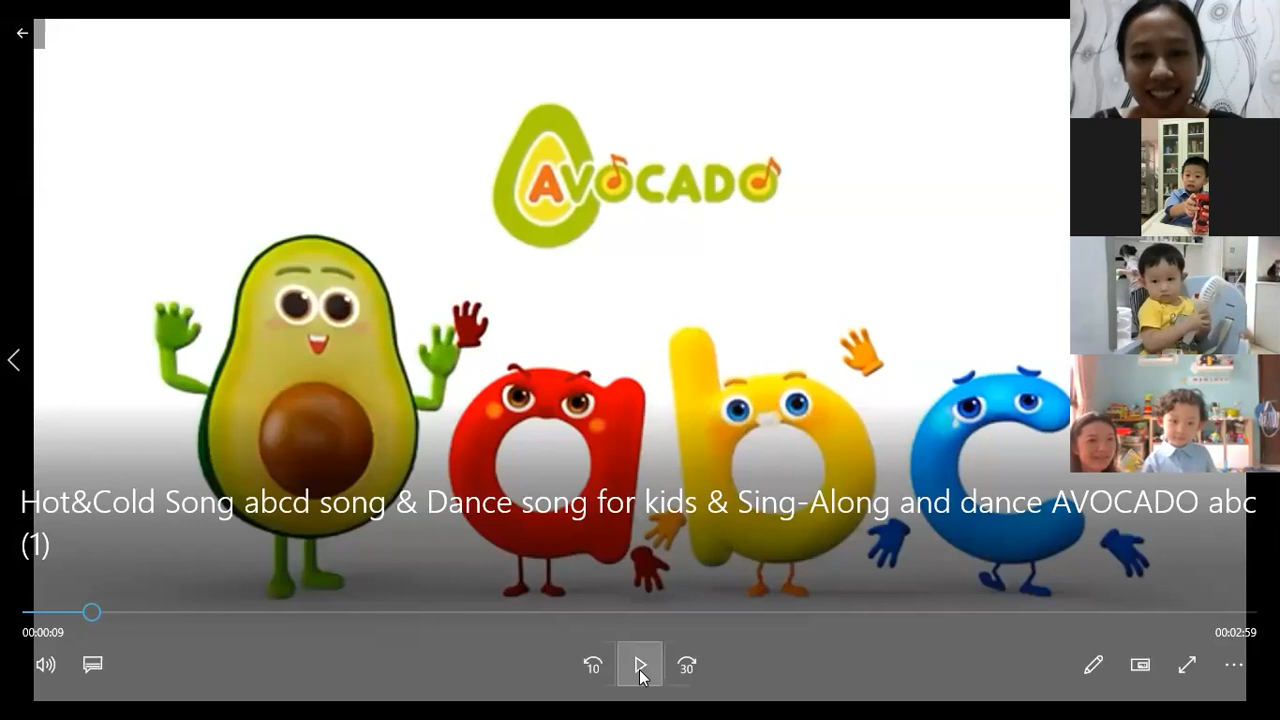 AVOCADO
abc
Hot&Cold Song abcd song & Dance song for kids & Sing-Along and dance AVOCADO abc
(1)
00:00:09
00:02:59
10
30